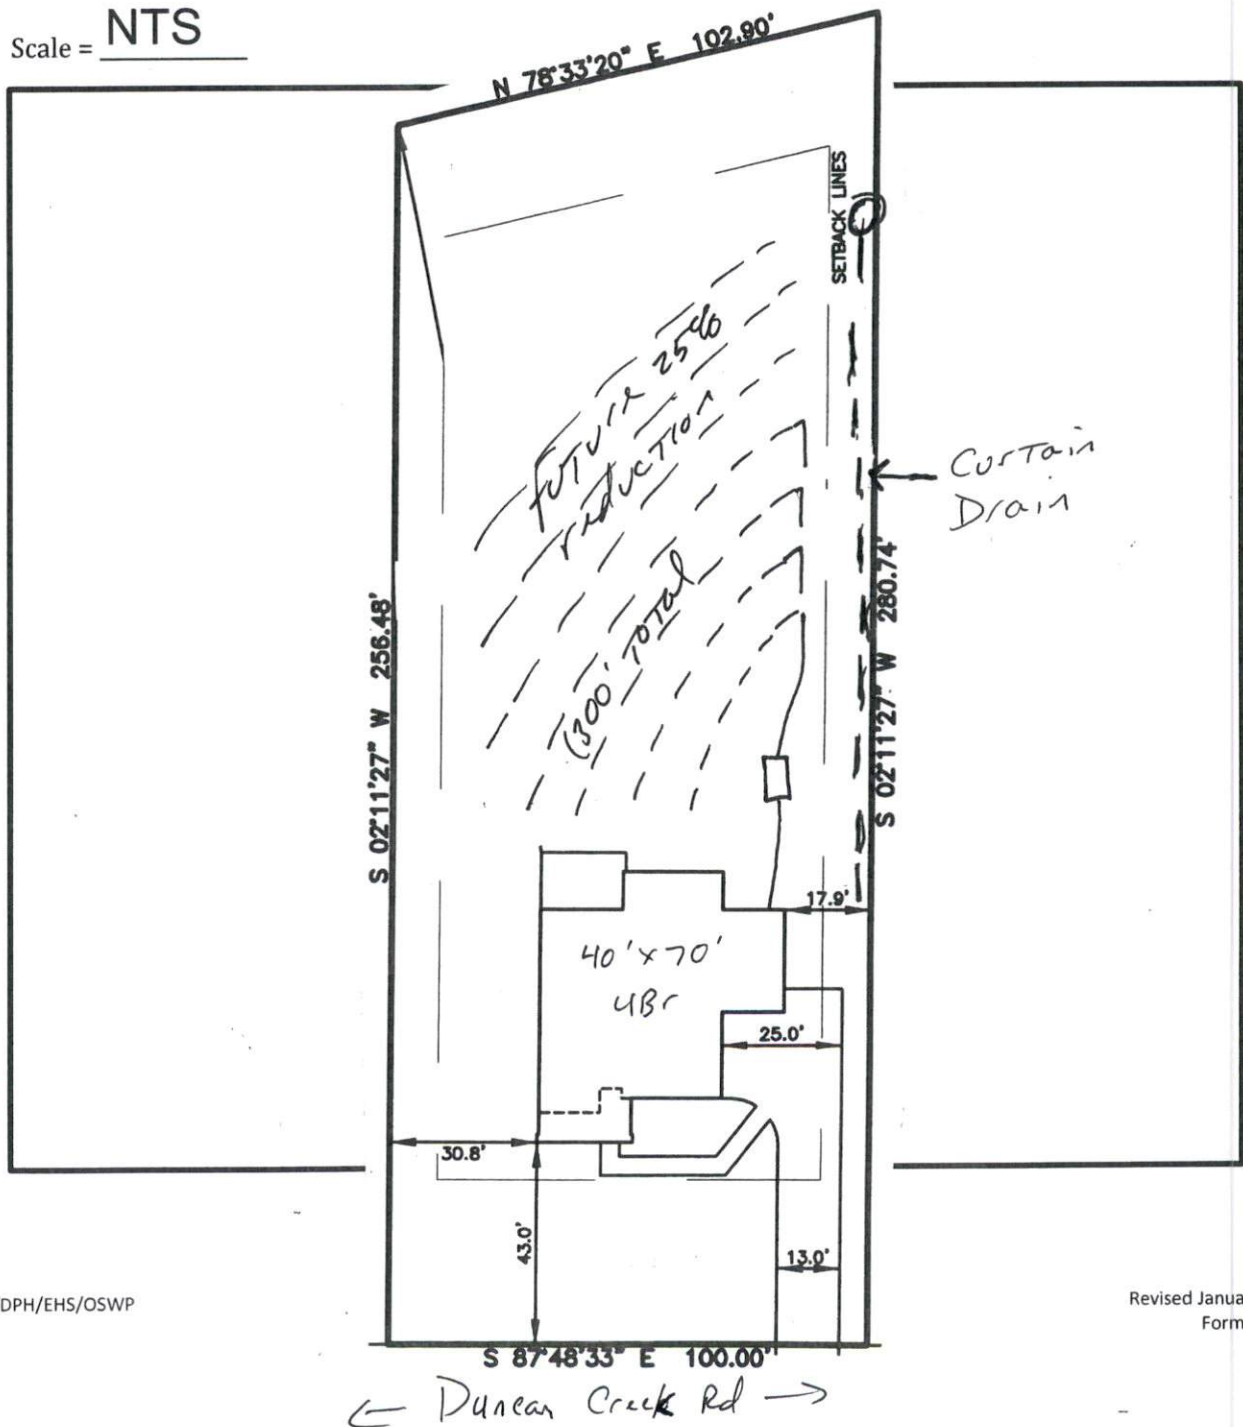 Scale = NTS
N 78°33'20" E 102.90'
SETBACK LINES
future 25%
reduction
(300' Total
Curtain
Drain
S 02°11'27" W 256.48'
S 02°11'27" W 280.74'
17.9'
40' x 70'
4Br
25.0'
30.8'
43.0'
13.0'
DPH/EHS/OSWP
Revised Janua
Form
S 87°48'33" E 100.00'
← Duncan Creek Rd →